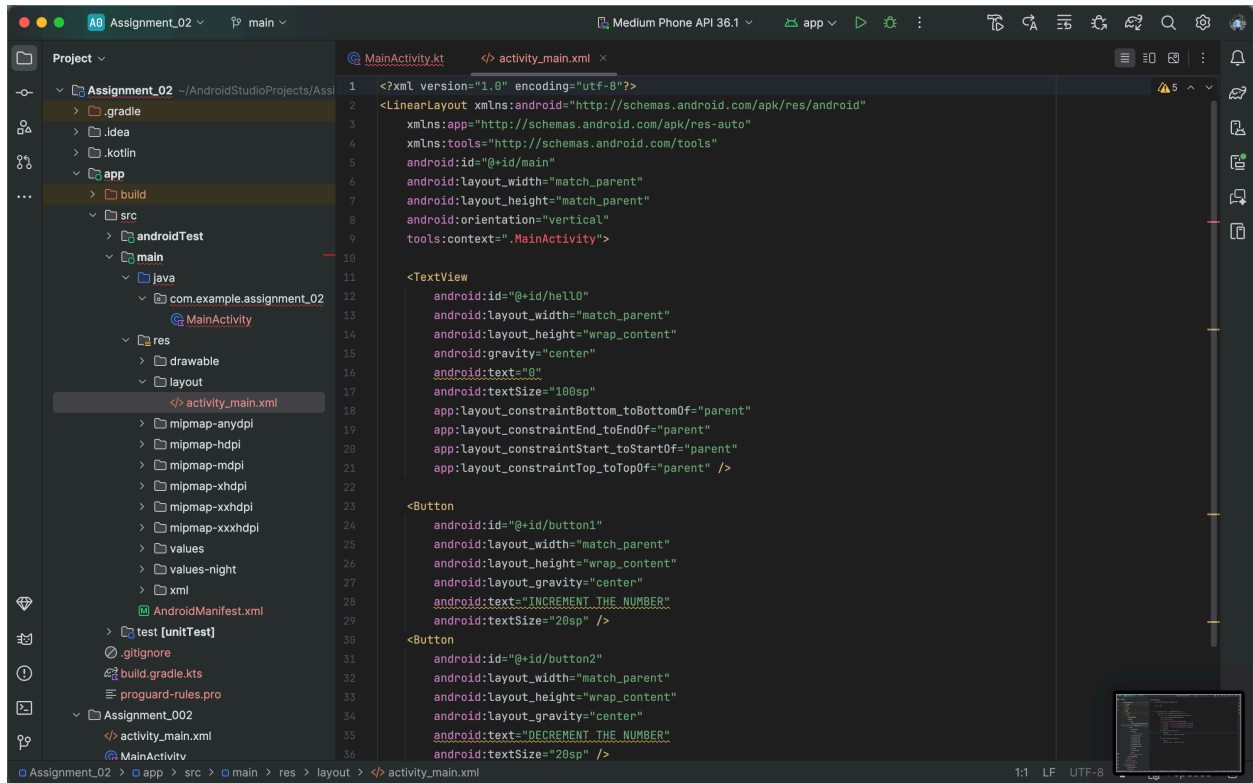 A0 Assignment_02 main Medium Phone API 36.1 app
Project
MainActivity.kt activity_main.xml
Assignment_02 ~/AndroidStudioProjects/Assi
.gradle
.idea
.kotlin
app
build
src
androidTest
main
java
com.example.assignment_02
MainActivity
res
drawable
layout
activity_main.xml
mipmap-anydpi
mipmap-hdpi
mipmap-mdpi
mipmap-xhdpi
mipmap-xxhdpi
mipmap-xxxhdpi
values
values-night
xml
AndroidManifest.xml
test [unitTest]
.gitignore
build.gradle.kts
proguard-rules.pro
Assignment_002
activity_main.xml
MainActivity
5
1 <?xml version="1.0" encoding="utf-8"?>
2 <LinearLayout xmlns:android="http://schemas.android.com/apk/res/android"
3 xmlns:app="http://schemas.android.com/apk/res-auto"
4 xmlns:tools="http://schemas.android.com/tools"
5 android:id="@+id/main"
6 android:layout_width="match_parent"
7 android:layout_height="match_parent"
8 android:orientation="vertical"
9 tools:context=".MainActivity">
10
11 <TextView
12 android:id="@+id/hellO"
13 android:layout_width="match_parent"
14 android:layout_height="wrap_content"
15 android:gravity="center"
16 android:text="0"
17 android:textSize="100sp"
18 app:layout_constraintBottom_toBottomOf="parent"
19 app:layout_constraintEnd_toEndOf="parent"
20 app:layout_constraintStart_toStartOf="parent"
21 app:layout_constraintTop_toTopOf="parent" />
22
23 <Button
24 android:id="@+id/button1"
25 android:layout_width="match_parent"
26 android:layout_height="wrap_content"
27 android:layout_gravity="center"
28 android:text="INCREMENT THE NUMBER"
29 android:textSize="20sp" />
30 <Button
31 android:id="@+id/button2"
32 android:layout_width="match_parent"
33 android:layout_height="wrap_content"
34 android:layout_gravity="center"
35 android:text="DECREMENT THE NUMBER"
36 android:textSize="20sp" />
Assignment_02 > app > src > main > res > layout > activity_main.xml 1:1 LF UTF-8